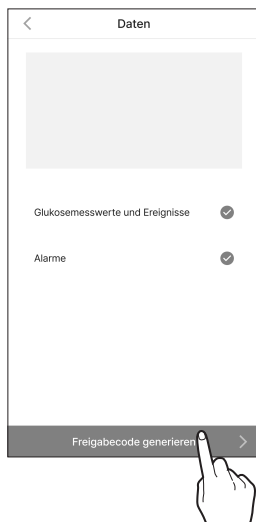 Daten
Glukosemesswerte und Ereignisse
Alarme
Freigabecode generieren